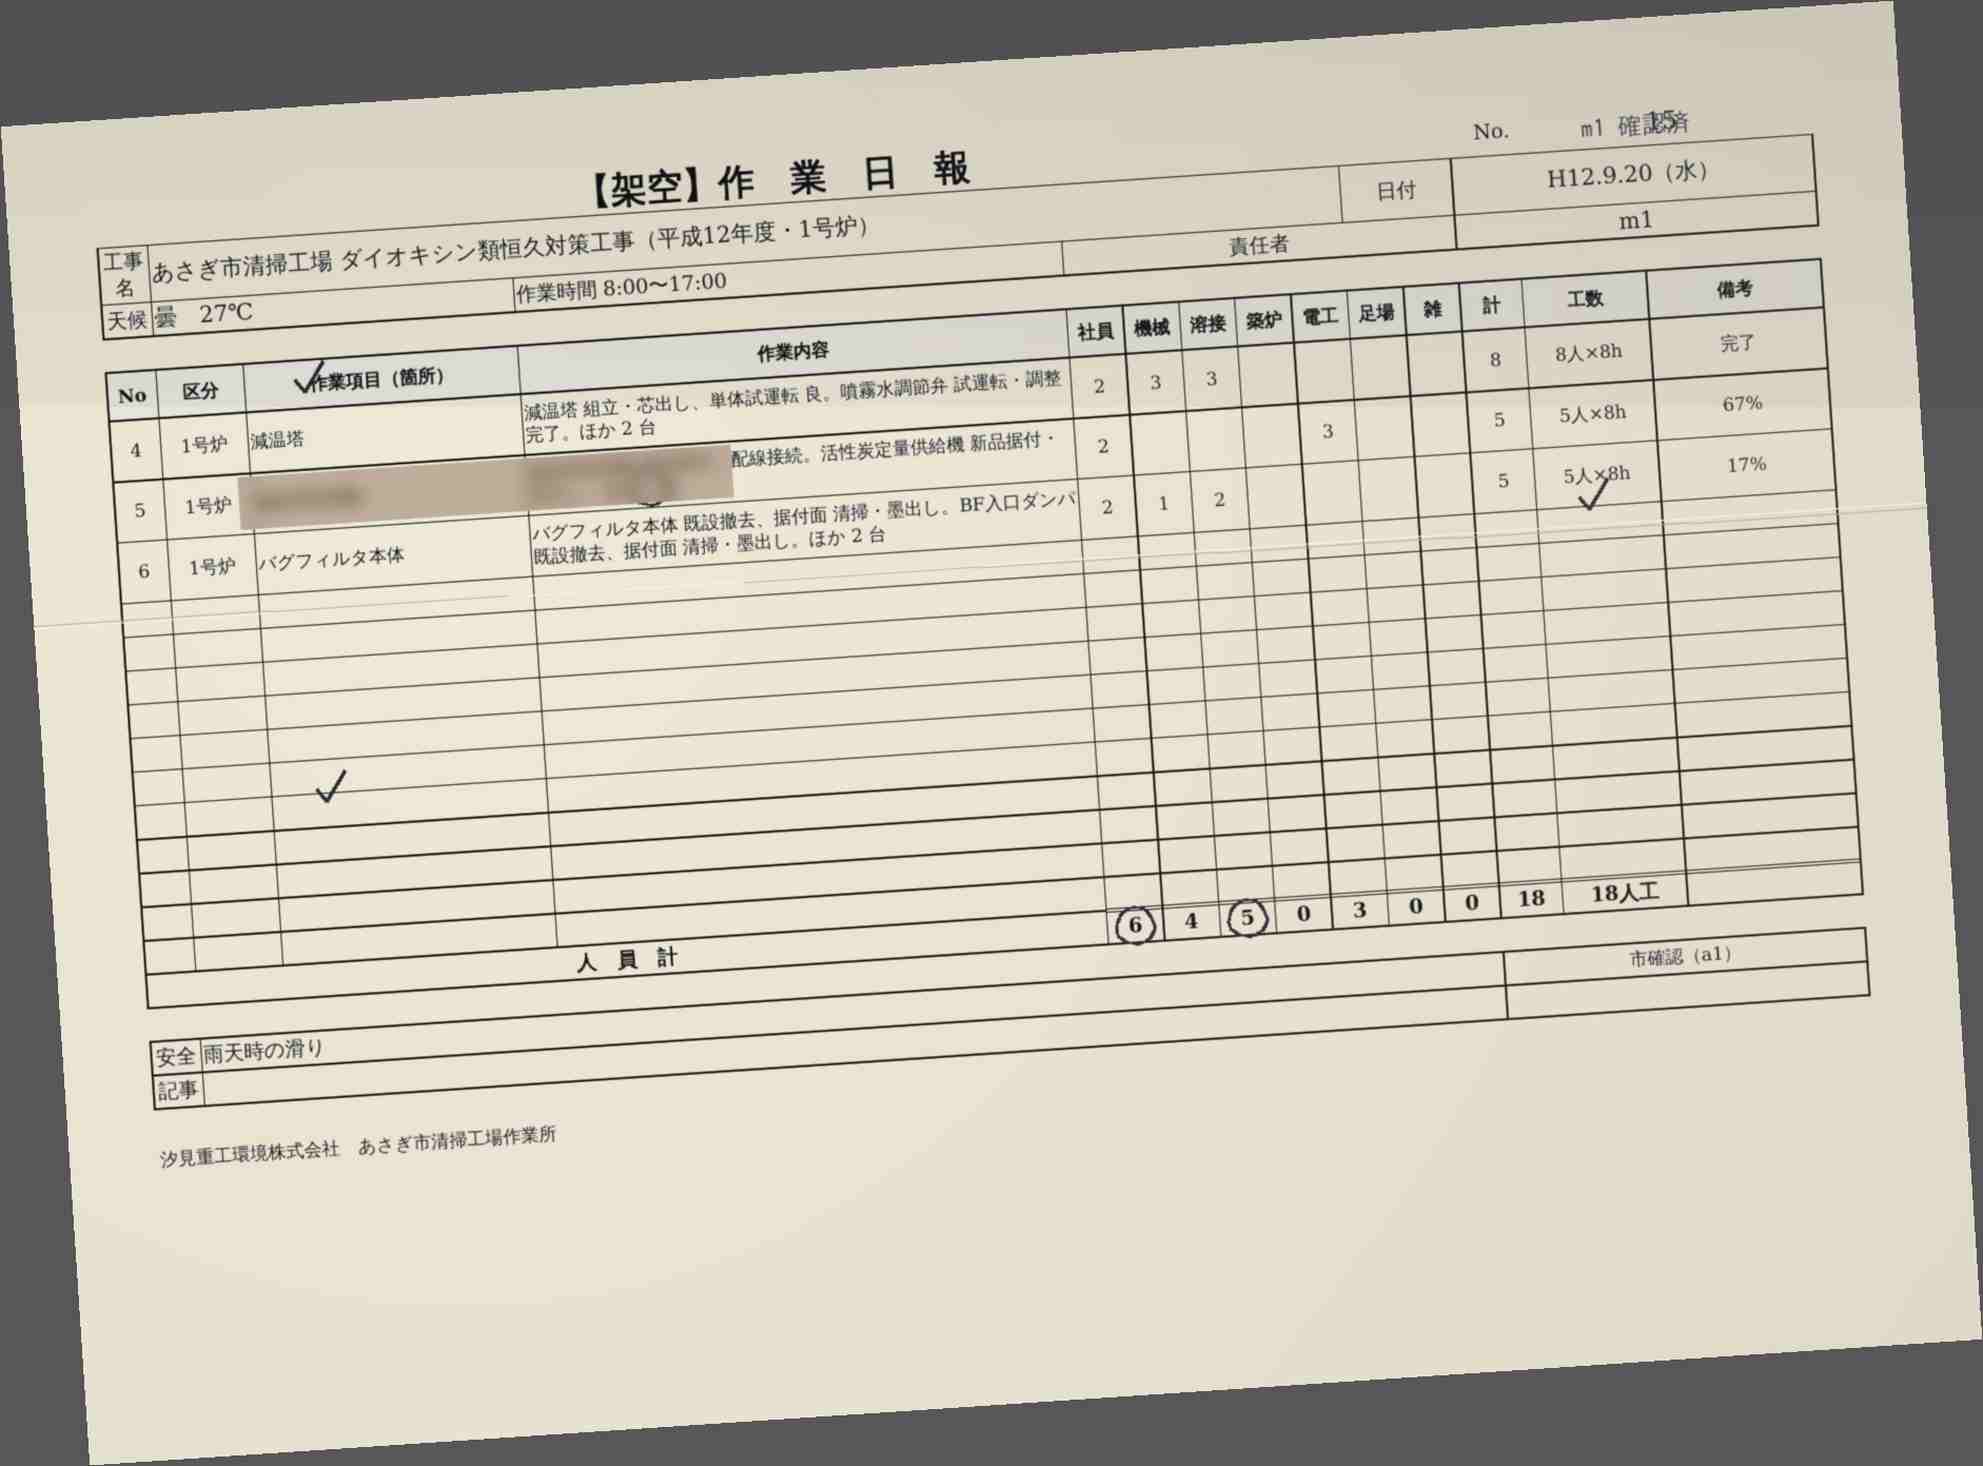 No. 15
m1 確認済
【架空】作 業 日 報
工事名 あさぎ市清掃工場 ダイオキシン類恒久対策工事（平成12年度・1号炉） 日付 H12.9.20（水）
天候 曇 27℃ 作業時間 8:00〜17:00 責任者 m1
No 区分 作業項目（箇所） 作業内容 社員 機械 溶接 築炉 電工 足場 雑 計 工数 備考
4 1号炉 減温塔 減温塔 組立・芯出し、単体試運転 良。噴霧水調節弁 試運転・調整 2 3 3 8 8人×8h 完了
完了。ほか 2 台
5 1号炉 配線接続。活性炭定量供給機 新品据付・ 2 3 5 5人×8h 67%
6 1号炉 バグフィルタ本体 バグフィルタ本体 既設撤去、据付面 清掃・墨出し。BF入口ダンパ 2 1 2 5 5人×8h 17%
既設撤去、据付面 清掃・墨出し。ほか 2 台
人 員 計 6 4 5 0 3 0 0 18 18人工
市確認（a1）
安全 雨天時の滑り
記事
汐見重工環境株式会社 あさぎ市清掃工場作業所